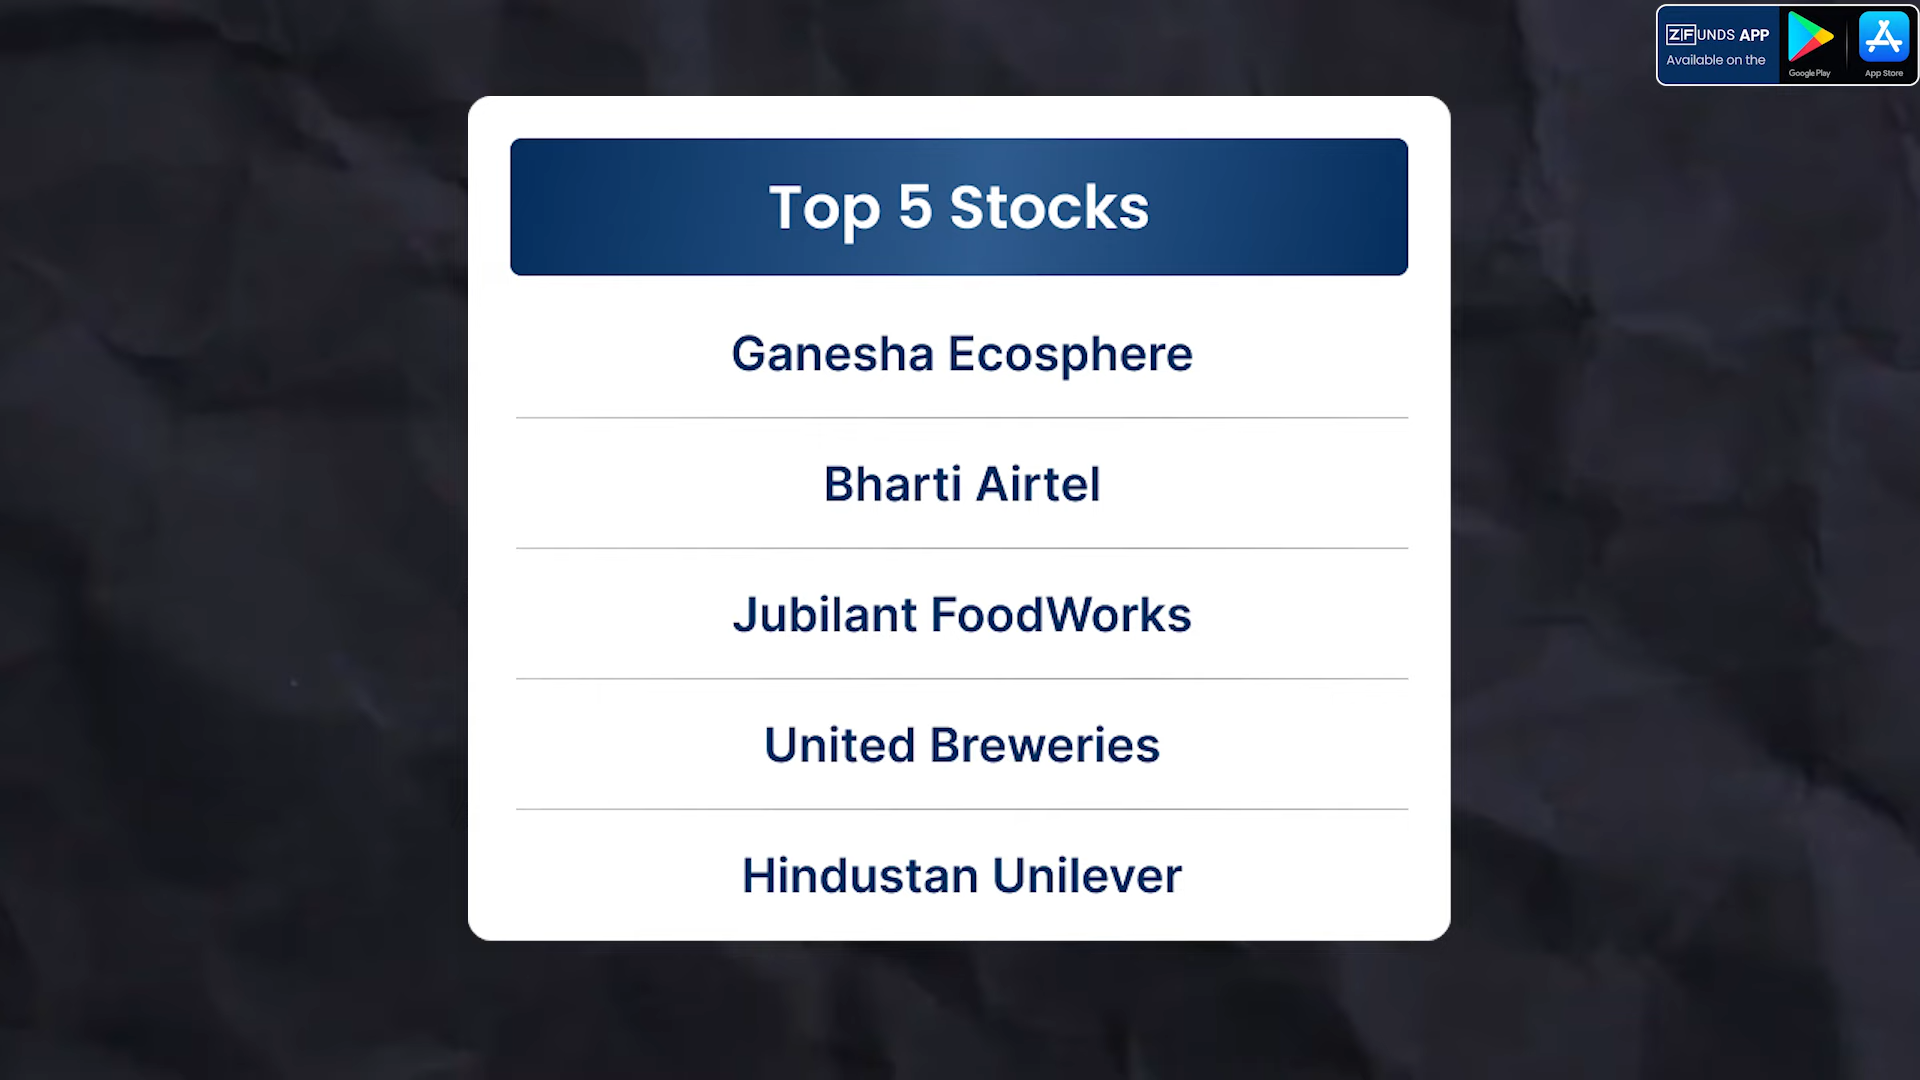 ZFUNDS APP
Available on the
Google Play
App Store
Top 5 Stocks
Ganesha Ecosphere
Bharti Airtel
Jubilant FoodWorks
United Breweries
Hindustan Unilever